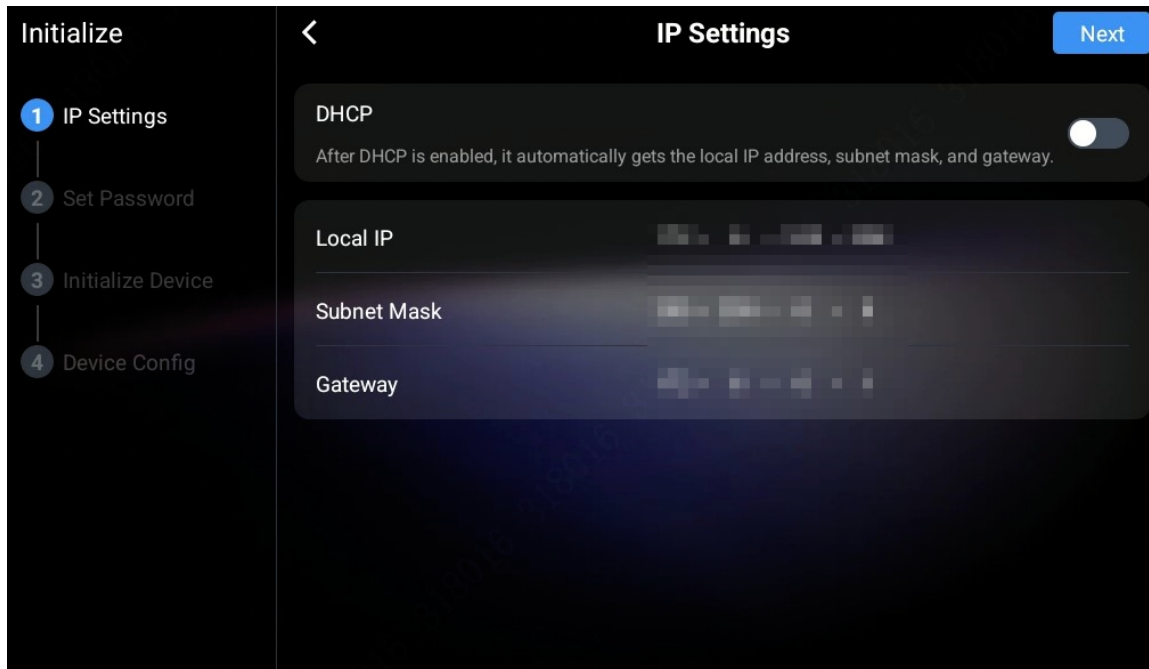 Initialize
IP Settings
Next
1 IP Settings
2 Set Password
3 Initialize Device
4 Device Config
DHCP
After DHCP is enabled, it automatically gets the local IP address, subnet mask, and gateway.
Local IP
Subnet Mask
Gateway